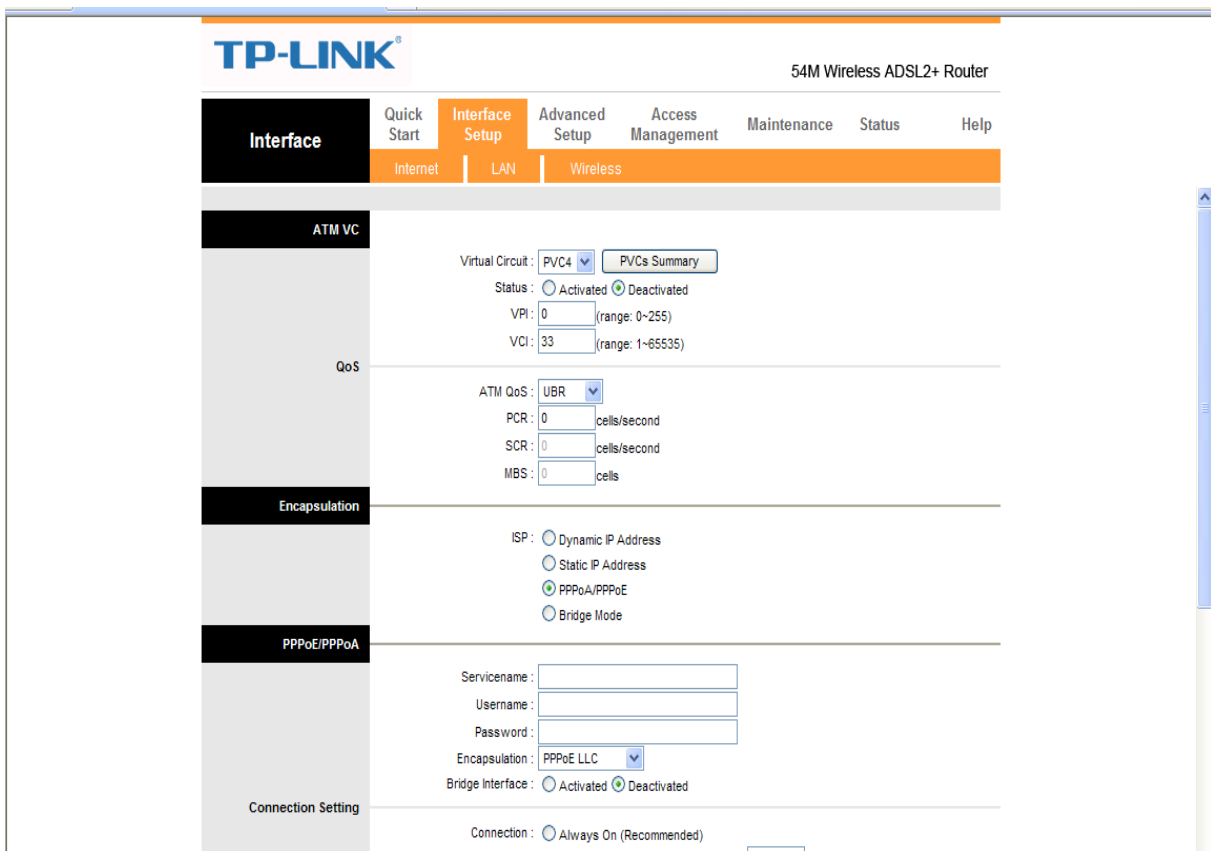 TP-LINK®
54M Wireless ADSL2+ Router
Interface
Quick Start
Interface Setup
Advanced Setup
Access Management
Maintenance
Status
Help
Internet
LAN
Wireless
ATM VC
Virtual Circuit : PVC4 PVCs Summary
Status : Activated Deactivated
VPI : 0 (range: 0~255)
VCI : 33 (range: 1~65535)
QoS
ATM QoS : UBR
PCR : 0 cells/second
SCR : 0 cells/second
MBS : 0 cells
Encapsulation
ISP : Dynamic IP Address
Static IP Address
PPPoA/PPPoE
Bridge Mode
PPPoE/PPPoA
Servicename :
Username :
Password :
Encapsulation : PPPoE LLC
Bridge Interface : Activated Deactivated
Connection Setting
Connection : Always On (Recommended)